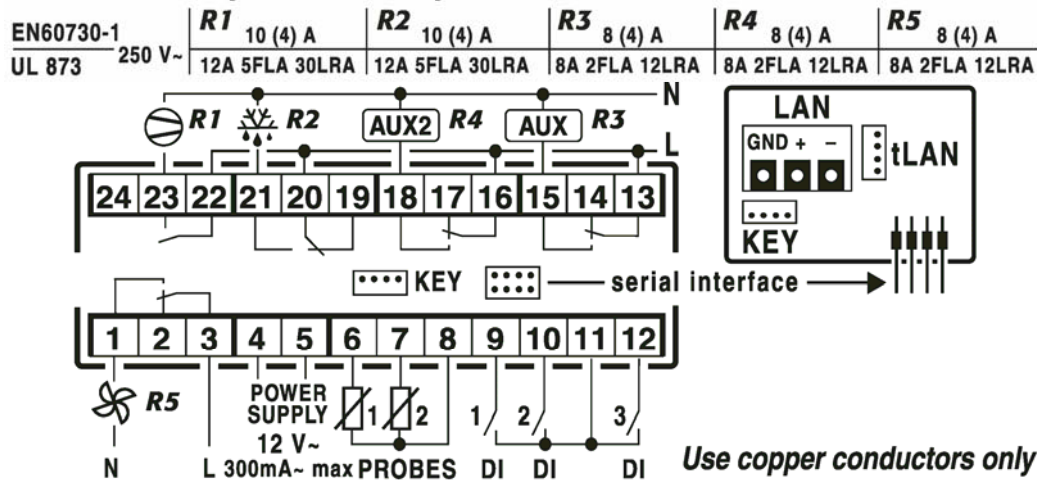 EN60730-1
UL 873
250 V~
R1 10 (4) A
12A 5FLA 30LRA
R2 10 (4) A
12A 5FLA 30LRA
R3 8 (4) A
8A 2FLA 12LRA
R4 8 (4) A
8A 2FLA 12LRA
R5 8 (4) A
8A 2FLA 12LRA
N
R1 R2 AUX2 R4 AUX R3
L
24 23 22 21 20 19 18 17 16 15 14 13
LAN
GND + -
tLAN
KEY
KEY serial interface
1 2 3 4 5 6 7 8 9 10 11 12
R5
POWER
SUPPLY
12 V~
300mA~ max
1 2 1 2 3
N L PROBES DI DI DI
Use copper conductors only